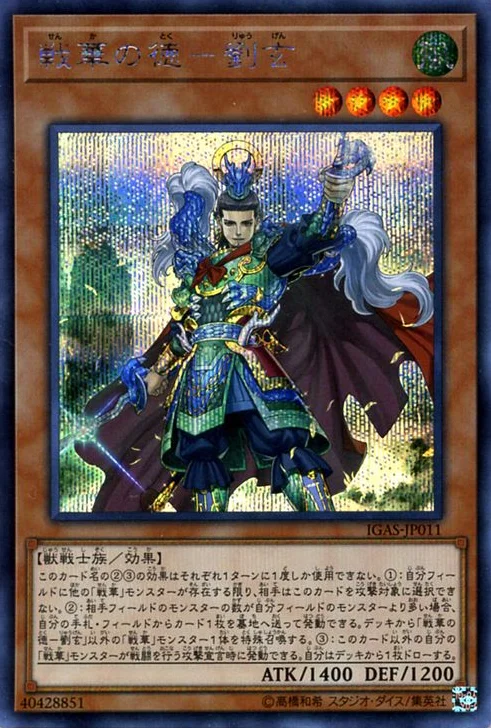 戦華の徳－劉玄
IGAS-JP011
【獣戦士族／効果】
このカード名の②③の効果はそれぞれ1ターンに1度しか使用できない。①：自分フィー
ルドに他の「戦華」モンスターが存在する限り、相手はこのカードを攻撃対象に選択でき
ない。②：相手フィールドのモンスターの数が自分フィールドのモンスターより多い場合、
自分の手札・フィールドからカード1枚を墓地へ送って発動できる。デッキから「戦華の
徳－劉玄」以外の「戦華」モンスター1体を特殊召喚する。③：このカード以外の自分の
「戦華」モンスターが戦闘を行う攻撃宣言時に発動できる。自分はデッキから1枚ドローする。
ATK/1400 DEF/1200
40428851
©高橋和希 スタジオ・ダイス/集英社